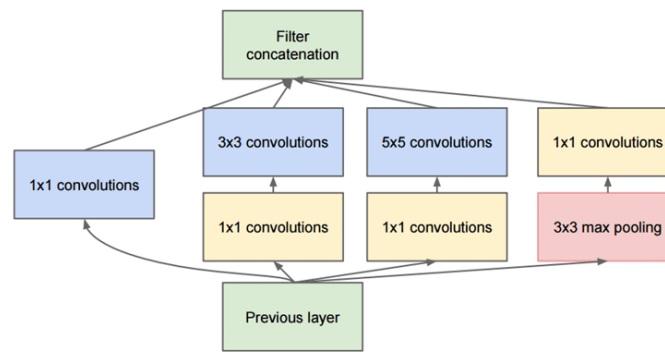 Filter
concatenation
3x3 convolutions
5x5 convolutions
1x1 convolutions
1x1 convolutions
1x1 convolutions
1x1 convolutions
3x3 max pooling
Previous layer